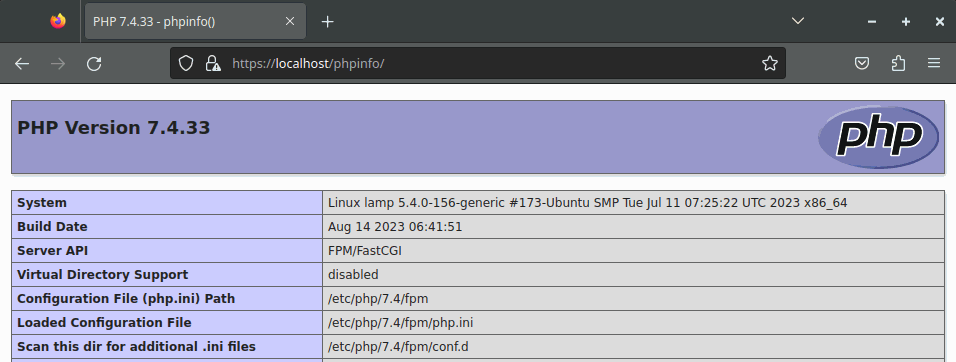 PHP 7.4.33 - phpinfo()
https://localhost/phpinfo/
PHP Version 7.4.33
php
System Linux lamp 5.4.0-156-generic #173-Ubuntu SMP Tue Jul 11 07:25:22 UTC 2023 x86_64
Build Date Aug 14 2023 06:41:51
Server API FPM/FastCGI
Virtual Directory Support disabled
Configuration File (php.ini) Path /etc/php/7.4/fpm
Loaded Configuration File /etc/php/7.4/fpm/php.ini
Scan this dir for additional .ini files /etc/php/7.4/fpm/conf.d